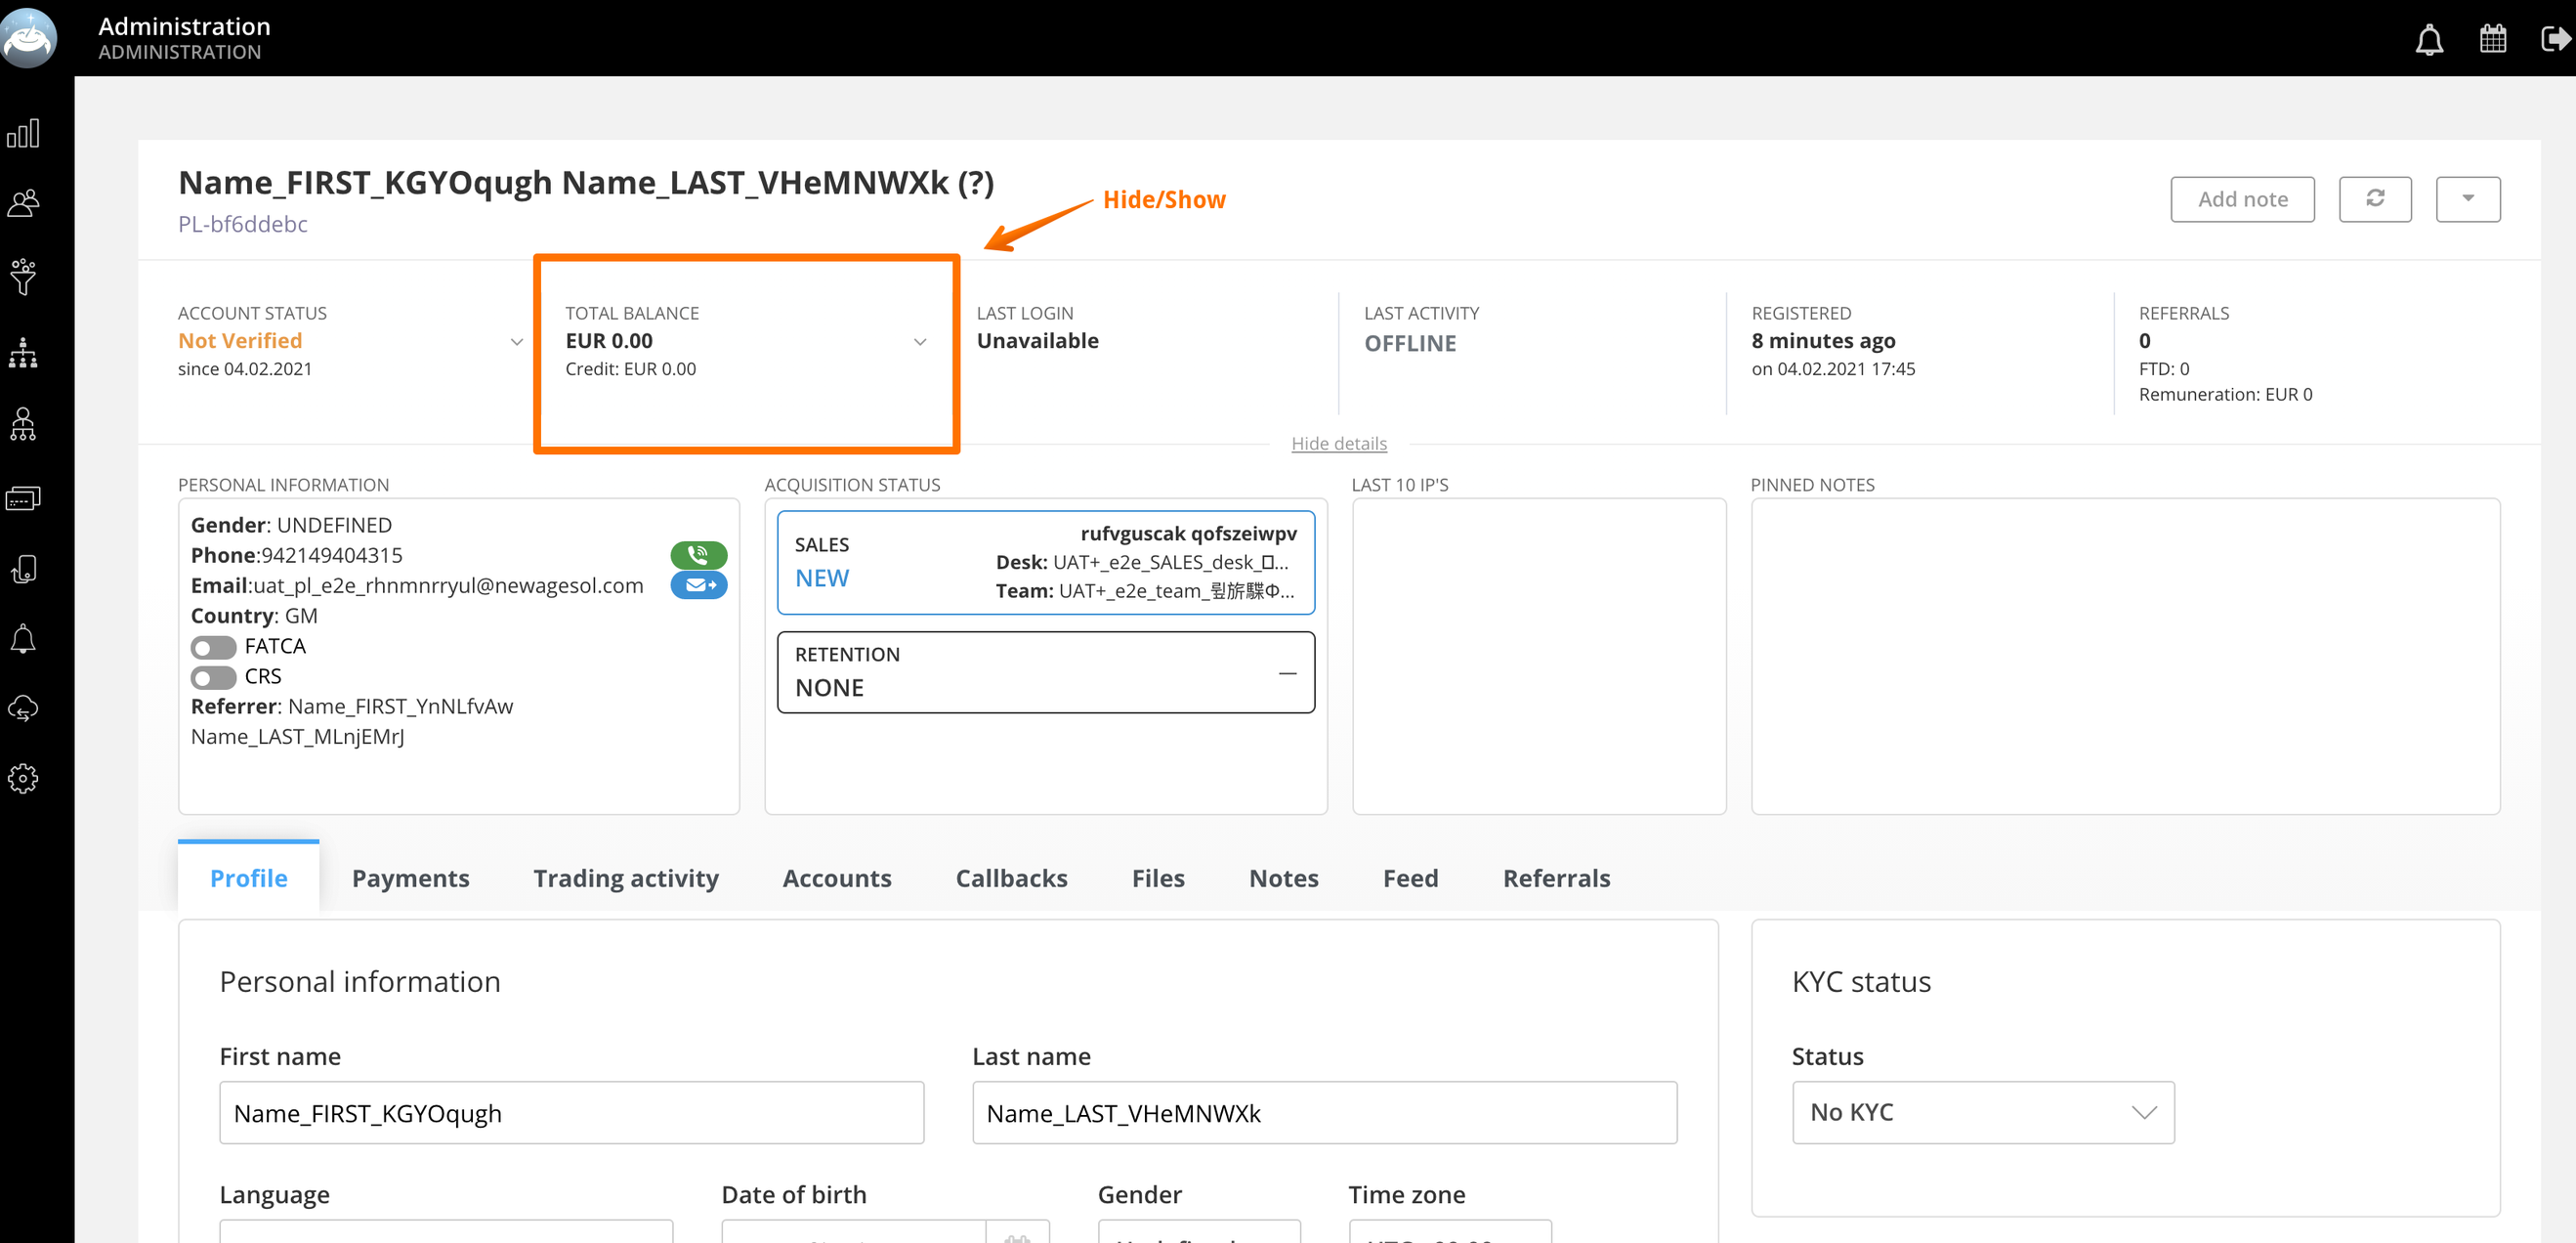 Administration
ADMINISTRATION
Name_FIRST_KGYOqugh Name_LAST_VHeMNWXk (?)
PL-bf6ddebc
Hide/Show
Add note
ACCOUNT STATUS
Not Verified
since 04.02.2021
TOTAL BALANCE
EUR 0.00
Credit: EUR 0.00
LAST LOGIN
Unavailable
LAST ACTIVITY
OFFLINE
REGISTERED
8 minutes ago
on 04.02.2021 17:45
REFERRALS
0
FTD: 0
Remuneration: EUR 0
Hide details
PERSONAL INFORMATION
Gender: UNDEFINED
Phone:942149404315
Email:uat_pl_e2e_rhnmnrryul@newagesol.com
Country: GM
FATCA
CRS
Referrer: Name_FIRST_YnNLfvAw
Name_LAST_MLnjEMrJ
ACQUISITION STATUS
SALES
NEW
rufvguscak qofszeiwpv
Desk: UAT+_e2e_SALES_desk_...
Team: UAT+_e2e_team_...
RETENTION
NONE
—
LAST 10 IP'S
PINNED NOTES
Profile
Payments
Trading activity
Accounts
Callbacks
Files
Notes
Feed
Referrals
Personal information
First name
Name_FIRST_KGYOqugh
Last name
Name_LAST_VHeMNWXk
Language
Date of birth
Gender
Time zone
KYC status
Status
No KYC